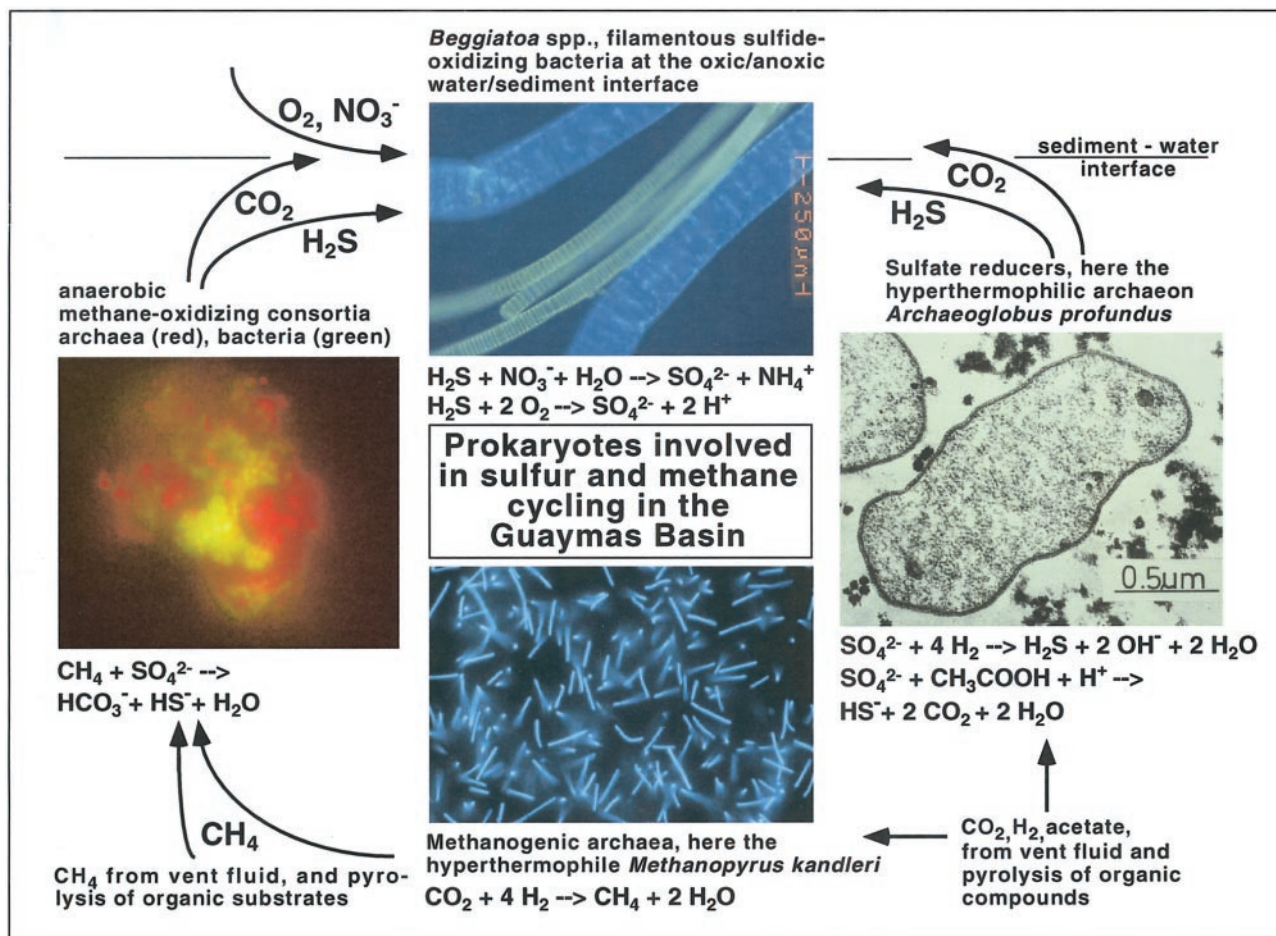 Beggiatoa spp., filamentous sulfide-
oxidizing bacteria at the oxic/anoxic
water/sediment interface
O₂, NO₃⁻
CO₂
H₂S
sediment - water
interface
CO₂
H₂S
250µm
anaerobic
methane-oxidizing consortia
archaea (red), bacteria (green)
Sulfate reducers, here the
hyperthermophilic archaeon
Archaeoglobus profundus
H₂S + NO₃⁻ + H₂O --> SO₄²⁻ + NH₄⁺
H₂S + 2 O₂ --> SO₄²⁻ + 2 H⁺
Prokaryotes involved
in sulfur and methane
cycling in the
Guaymas Basin
0.5µm
CH₄ + SO₄²⁻ -->
HCO₃⁻ + HS⁻ + H₂O
SO₄²⁻ + 4 H₂ --> H₂S + 2 OH⁻ + 2 H₂O
SO₄²⁻ + CH₃COOH + H⁺ -->
HS⁻ + 2 CO₂ + 2 H₂O
CH₄
CH₄ from vent fluid, and pyro-
lysis of organic substrates
Methanogenic archaea, here the
hyperthermophile Methanopyrus kandleri
CO₂ + 4 H₂ --> CH₄ + 2 H₂O
CO₂, H₂, acetate,
from vent fluid and
pyrolysis of organic
compounds